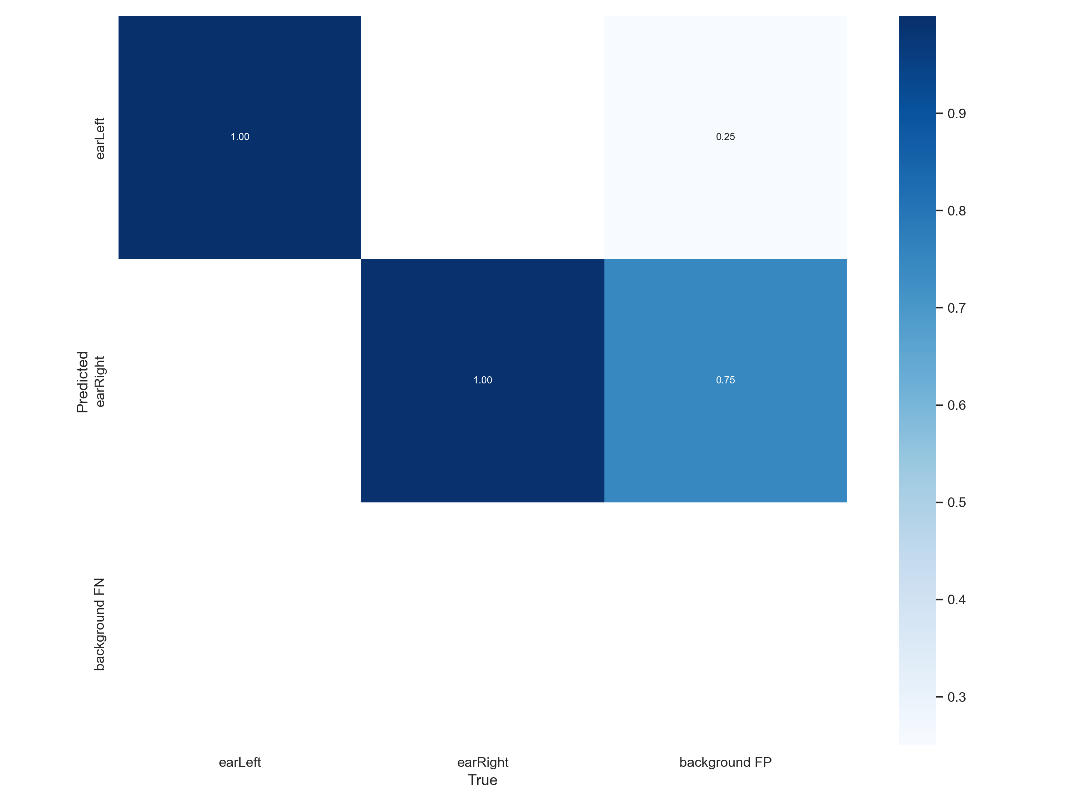 earLeft
1.00
0.25
Predicted
earRight
1.00
0.75
background FN
earLeft
earRight
background FP
True
0.9
0.8
0.7
0.6
0.5
0.4
0.3